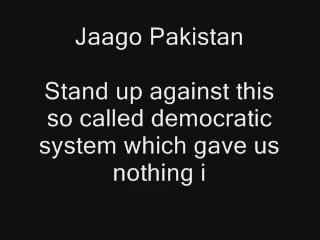 Jaago Pakistan
Stand up against this
so called democratic
system which gave us
nothing i